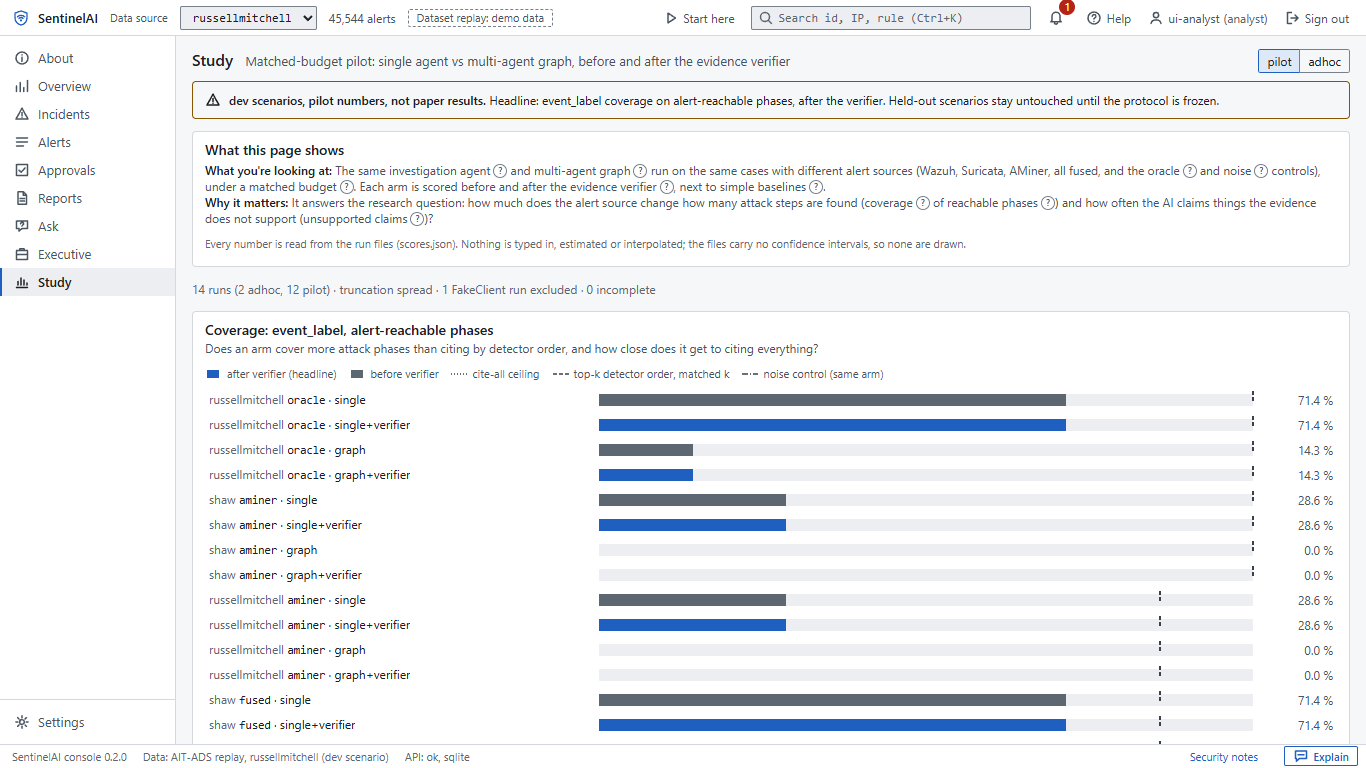 SentinelAI Data source russellmitchell 45,544 alerts Dataset replay: demo data Start here Search id, IP, rule (Ctrl+K) 1 Help ui-analyst (analyst) Sign out
About
Overview
Incidents
Alerts
Approvals
Reports
Ask
Executive
Study
Settings
Study Matched-budget pilot: single agent vs multi-agent graph, before and after the evidence verifier pilot adhoc
dev scenarios, pilot numbers, not paper results. Headline: event_label coverage on alert-reachable phases, after the verifier. Held-out scenarios stay untouched until the protocol is frozen.
What this page shows
What you're looking at: The same investigation agent ? and multi-agent graph ? run on the same cases with different alert sources (Wazuh, Suricata, AMiner, all fused, and the oracle ? and noise ? controls),
under a matched budget ?. Each arm is scored before and after the evidence verifier ?, next to simple baselines ?.
Why it matters: It answers the research question: how much does the alert source change how many attack steps are found (coverage ? of reachable phases ?) and how often the AI claims things the evidence
does not support (unsupported claims ?)?
Every number is read from the run files (scores.json). Nothing is typed in, estimated or interpolated; the files carry no confidence intervals, so none are drawn.
14 runs (2 adhoc, 12 pilot) · truncation spread · 1 FakeClient run excluded · 0 incomplete
Coverage: event_label, alert-reachable phases
Does an arm cover more attack phases than citing by detector order, and how close does it get to citing everything?
after verifier (headline) before verifier cite-all ceiling top-k detector order, matched k noise control (same arm)
russellmitchell oracle · single 71.4 %
russellmitchell oracle · single+verifier 71.4 %
russellmitchell oracle · graph 14.3 %
russellmitchell oracle · graph+verifier 14.3 %
shaw aminer · single 28.6 %
shaw aminer · single+verifier 28.6 %
shaw aminer · graph 0.0 %
shaw aminer · graph+verifier 0.0 %
russellmitchell aminer · single 28.6 %
russellmitchell aminer · single+verifier 28.6 %
russellmitchell aminer · graph 0.0 %
russellmitchell aminer · graph+verifier 0.0 %
shaw fused · single 71.4 %
shaw fused · single+verifier 71.4 %
SentinelAI console 0.2.0 Data: AIT-ADS replay, russellmitchell (dev scenario) API: ok, sqlite Security notes Explain